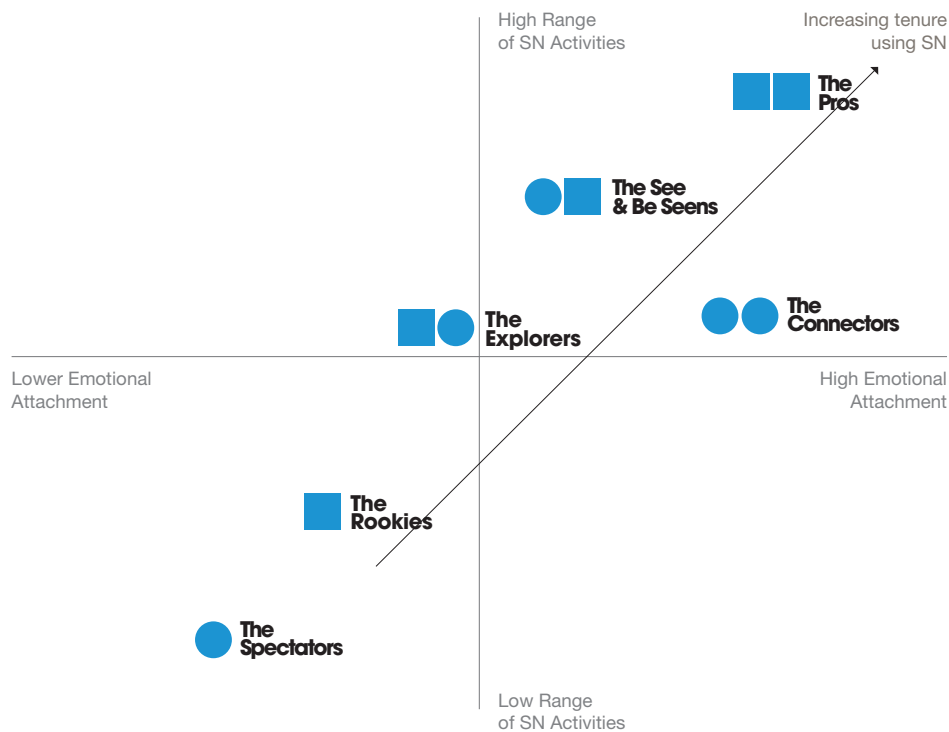 High Range
of SN Activities
Increasing tenure
using SN
The
Pros
The See
& Be Seens
The
Explorers
The
Connectors
Lower Emotional
Attachment
High Emotional
Attachment
The
Rookies
The
Spectators
Low Range
of SN Activities